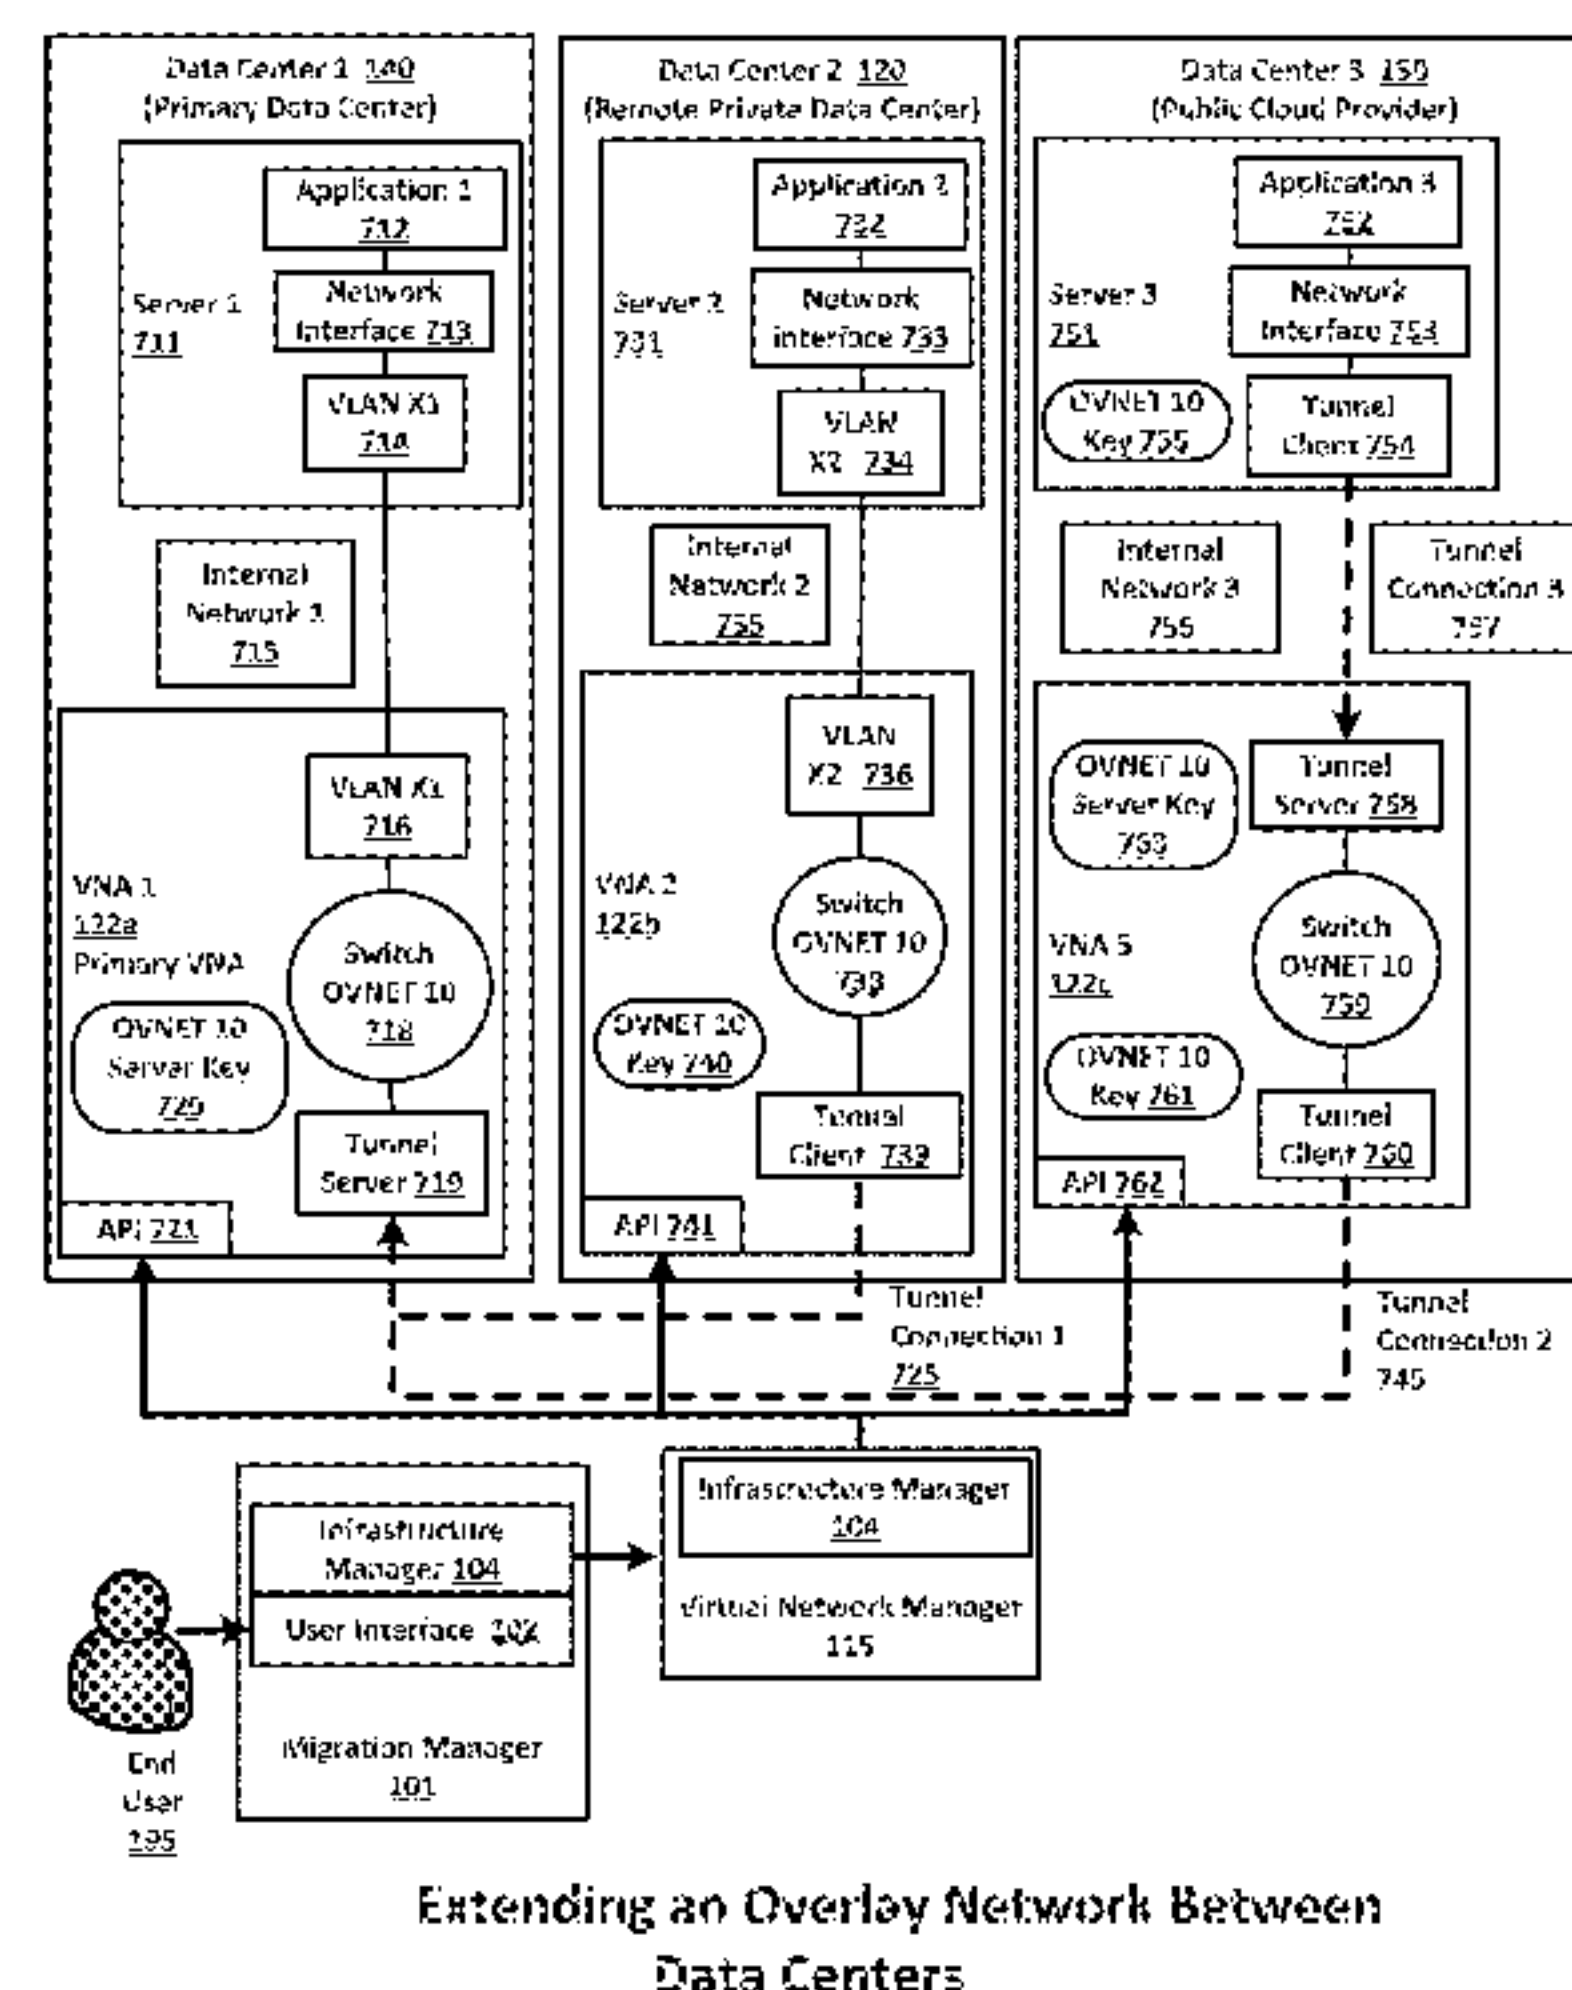 Data Center 1 140
(Primary Data Center)
Application 1
712
Network
Interface 713
Server 1
711
VLAN X1
714
Internal
Network 1
715
VLAN X1
716
VNA 1
122a
Primary VNA
Switch
OVNET 10
718
OVNET 10
Server Key
Tunnel
Server 719
API 721
Data Center 2 120
(Remote Private Data Center)
Application 2
732
Network
interface 733
Server 2
731
VLAN
X2 734
Internal
Network 2
VLAN
X2 736
VNA 2
122b
Switch
OVNET 10
738
OVNET 10
Key 740
Tunnel
Client 739
API 741
Data Center 3 150
(Public Cloud Provider)
Application 3
752
Network
Interface 753
Server 3
751
OVNET 10
Key 755
Tunnel
Client 754
Internal
Network 3
756
Tunnel
Connection 3
757
OVNET 10
Server Key
763
Tunnel
Server 758
VNA
122c
Switch
OVNET 10
759
OVNET 10
Key 761
Tunnel
Client 760
API 762
Tunnel
Connection 1
725
Tunnel
Connection 2
745
Infrastructure Manager
104
Virtual Network Manager
115
Infrastructure
Manager 104
User Interface 102
Migration Manager
101
End
User
195
Extending an Overlay Network Between
Data Centers